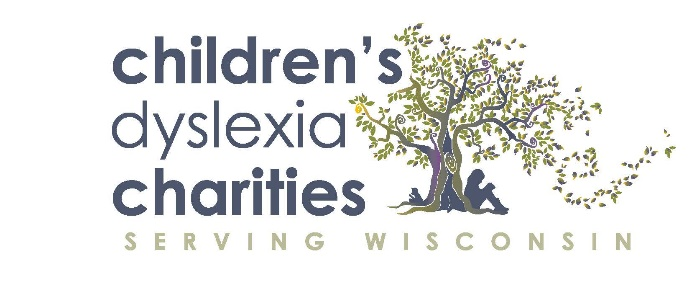 children's
dyslexia
charities
SERVING WISCONSIN